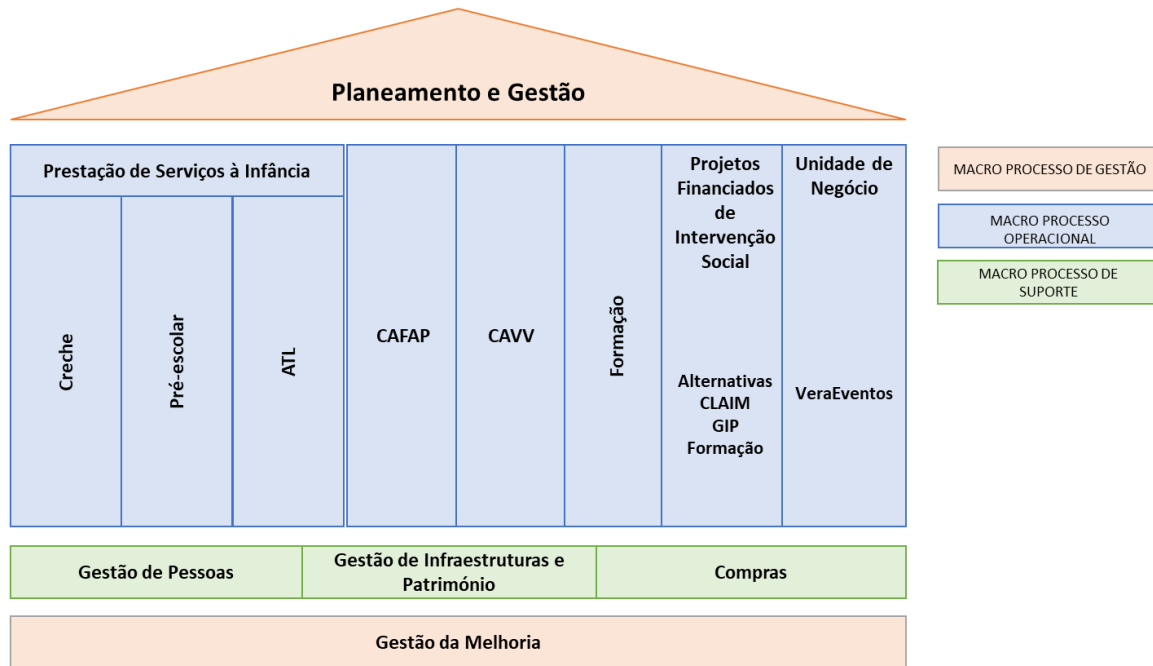 Planeamento e Gestão
Prestação de Serviços à Infância
Creche
Pré-escolar
ATL
CAFAP
CAVV
Formação
Projetos
Financiados
de
Intervenção
Social
Alternativas
CLAIM
GIP
Formação
Unidade de
Negócio
VeraEventos
MACRO PROCESSO DE GESTÃO
MACRO PROCESSO
OPERACIONAL
MACRO PROCESSO DE
SUPORTE
Gestão de Pessoas
Gestão de Infraestruturas e
Património
Compras
Gestão da Melhoria